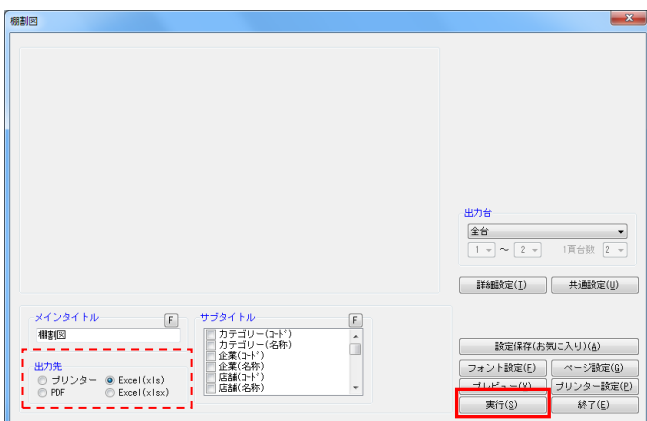 棚割図
出力台
全台
1 ～ 2 1頁台数 2
詳細設定(I) 共通設定(U)
メインタイトル F
棚割図
サブタイトル F
カテゴリー(ｺｰﾄﾞ)
カテゴリー(名称)
企業(ｺｰﾄﾞ)
企業(名称)
店舗(ｺｰﾄﾞ)
店舗(名称)
出力先
プリンター Excel(xls)
PDF Excel(xlsx)
設定保存(お気に入り)(A)
フォント設定(F) ページ設定(G)
プレビュー(V) プリンター設定(P)
実行(S) 終了(E)